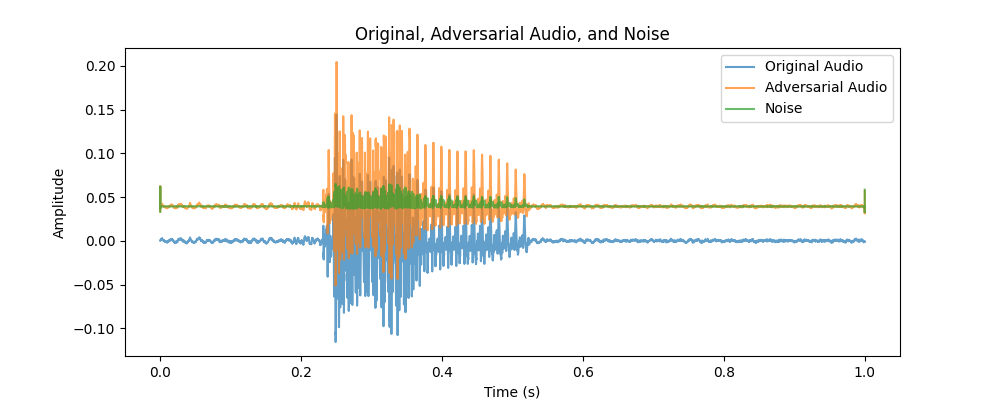 Original, Adversarial Audio, and Noise
Original Audio
Adversarial Audio
Noise
Amplitude
0.20
0.15
0.10
0.05
0.00
−0.05
−0.10
0.0 0.2 0.4 0.6 0.8 1.0
Time (s)